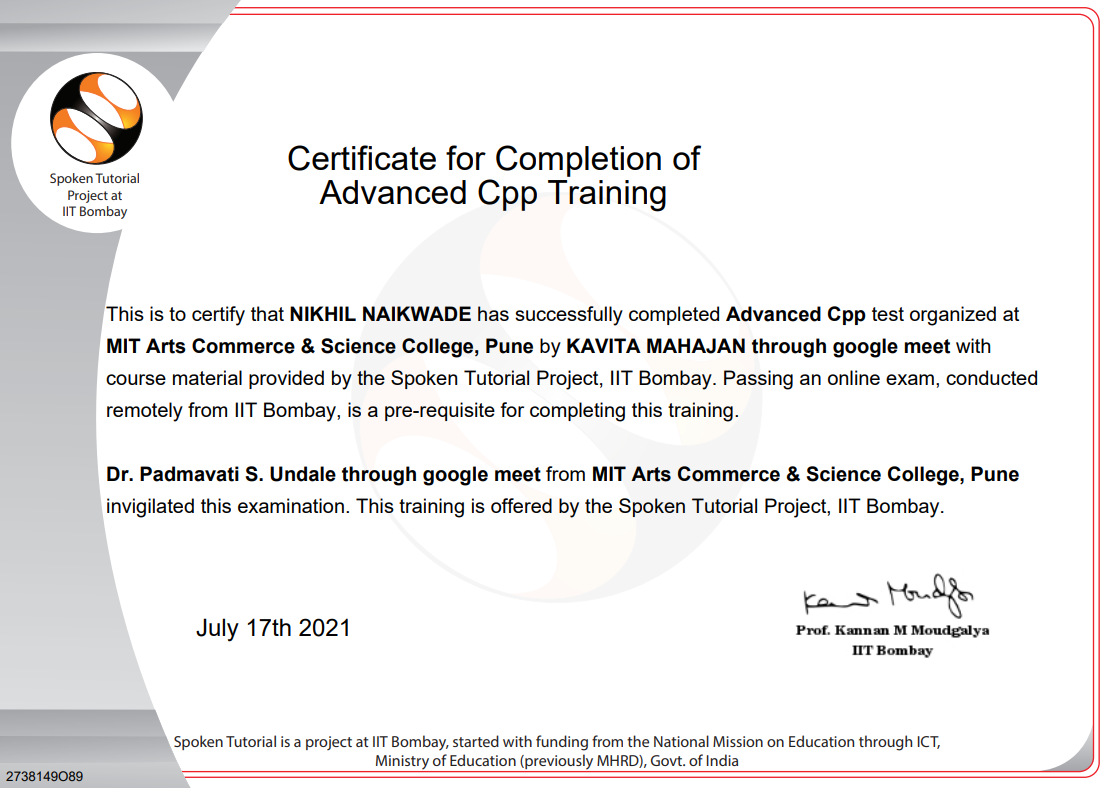 Spoken Tutorial
Project at
IIT Bombay
Certificate for Completion of
Advanced Cpp Training
This is to certify that NIKHIL NAIKWADE has successfully completed Advanced Cpp test organized at
MIT Arts Commerce & Science College, Pune by KAVITA MAHAJAN through google meet with
course material provided by the Spoken Tutorial Project, IIT Bombay. Passing an online exam, conducted
remotely from IIT Bombay, is a pre-requisite for completing this training.
Dr. Padmavati S. Undale through google meet from MIT Arts Commerce & Science College, Pune
invigilated this examination. This training is offered by the Spoken Tutorial Project, IIT Bombay.
July 17th 2021
Prof. Kannan M Moudgalya
IIT Bombay
Spoken Tutorial is a project at IIT Bombay, started with funding from the National Mission on Education through ICT,
Ministry of Education (previously MHRD), Govt. of India
2738149O89